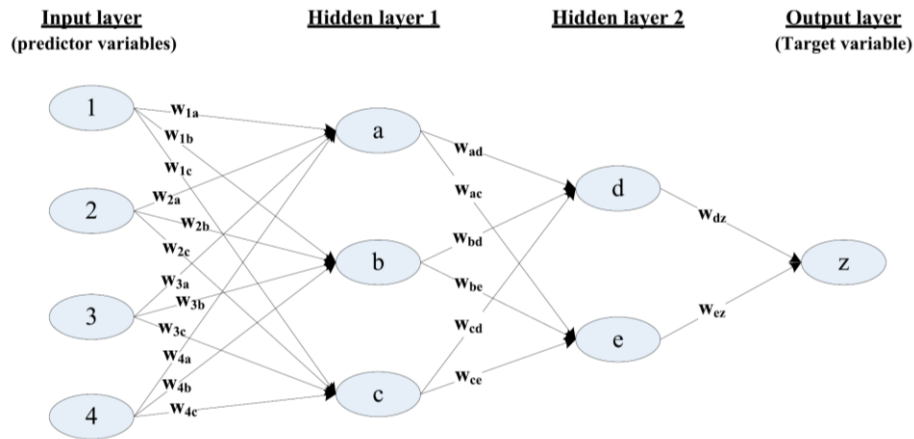 Input layer
(predictor variables)
Hidden layer 1
Hidden layer 2
Output layer
(Target variable)
1
2
3
4
w1a
w1b
w1c
w2a
w2b
w2c
w3a
w3b
w3c
w4a
w4b
w4c
a
b
c
wad
wac
wbd
wbe
wcd
wce
d
e
wdz
wez
z